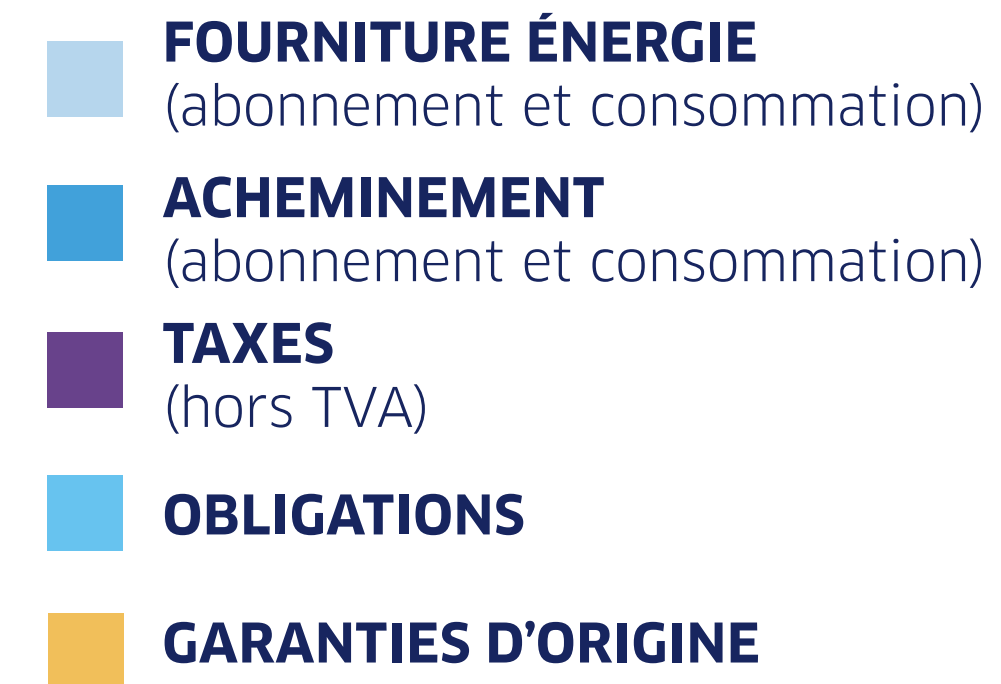 FOURNITURE ÉNERGIE
(abonnement et consommation)
ACHEMINEMENT
(abonnement et consommation)
TAXES
(hors TVA)
OBLIGATIONS
GARANTIES D’ORIGINE